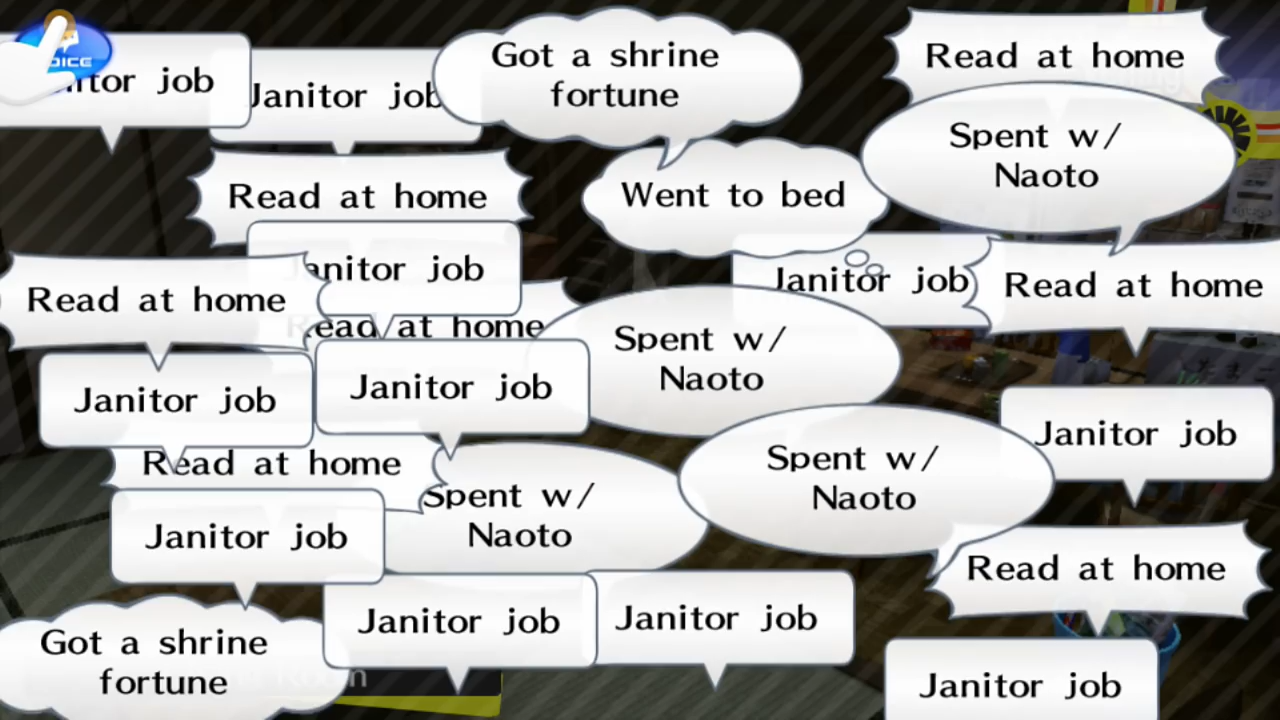 Janitor job
Janitor job
Got a shrine
fortune
Read at home
Spent w/
Naoto
Read at home
Went to bed
Janitor job
Janitor job
Read at home
Read at home
Read at home
Spent w/
Naoto
Janitor job
Janitor job
Janitor job
Read at home
Spent w/
Naoto
Spent w/
Naoto
Janitor job
Read at home
Got a shrine
fortune
Janitor job
Janitor job
Janitor job